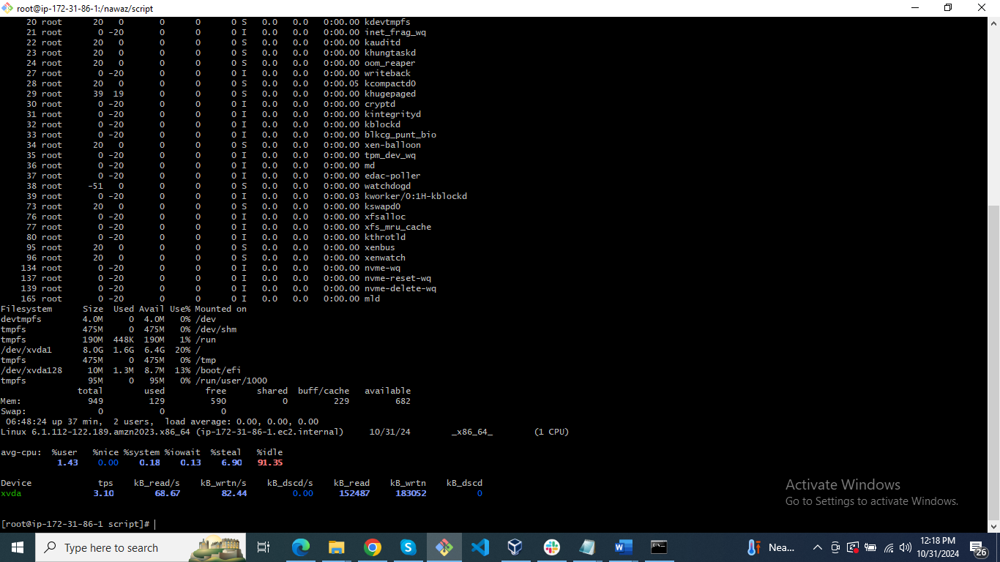 root@ip-172-31-86-1:/nawaz/script
20 root 20 0 0 0 0 S 0.0 0.0 0:00.00 kdevtmpfs
21 root 0 -20 0 0 0 I 0.0 0.0 0:00.00 inet_frag_wq
22 root 20 0 0 0 0 S 0.0 0.0 0:00.00 kauditd
23 root 20 0 0 0 0 S 0.0 0.0 0:00.00 khungtaskd
24 root 20 0 0 0 0 S 0.0 0.0 0:00.00 oom_reaper
27 root 0 -20 0 0 0 I 0.0 0.0 0:00.00 writeback
28 root 20 0 0 0 0 S 0.0 0.0 0:00.05 kcompactd0
29 root 39 19 0 0 0 S 0.0 0.0 0:00.00 khugepaged
30 root 0 -20 0 0 0 I 0.0 0.0 0:00.00 cryptd
31 root 0 -20 0 0 0 I 0.0 0.0 0:00.00 kintegrityd
32 root 0 -20 0 0 0 I 0.0 0.0 0:00.00 kblockd
33 root 0 -20 0 0 0 I 0.0 0.0 0:00.00 blkcg_punt_bio
34 root 20 0 0 0 0 S 0.0 0.0 0:00.00 xen-balloon
35 root 0 -20 0 0 0 I 0.0 0.0 0:00.00 tpm_dev_wq
36 root 0 -20 0 0 0 I 0.0 0.0 0:00.00 md
37 root 0 -20 0 0 0 I 0.0 0.0 0:00.00 edac-poller
38 root -51 0 0 0 0 S 0.0 0.0 0:00.00 watchdogd
39 root 0 -20 0 0 0 I 0.0 0.0 0:00.03 kworker/0:1H-kblockd
73 root 20 0 0 0 0 S 0.0 0.0 0:00.00 kswapd0
76 root 0 -20 0 0 0 I 0.0 0.0 0:00.00 xfsalloc
77 root 0 -20 0 0 0 I 0.0 0.0 0:00.00 xfs_mru_cache
80 root 0 -20 0 0 0 I 0.0 0.0 0:00.00 kthrotld
95 root 20 0 0 0 0 S 0.0 0.0 0:00.00 xenbus
96 root 20 0 0 0 0 S 0.0 0.0 0:00.00 xenwatch
134 root 0 -20 0 0 0 I 0.0 0.0 0:00.00 nvme-wq
137 root 0 -20 0 0 0 I 0.0 0.0 0:00.00 nvme-reset-wq
139 root 0 -20 0 0 0 I 0.0 0.0 0:00.00 nvme-delete-wq
165 root 0 -20 0 0 0 I 0.0 0.0 0:00.00 mld
Filesystem Size Used Avail Use% Mounted on
devtmpfs 4.0M 0 4.0M 0% /dev
tmpfs 475M 0 475M 0% /dev/shm
tmpfs 190M 448K 190M 1% /run
/dev/xvda1 8.0G 1.6G 6.4G 20% /
tmpfs 475M 0 475M 0% /tmp
/dev/xvda128 10M 1.3M 8.7M 13% /boot/efi
tmpfs 95M 0 95M 0% /run/user/1000
total used free shared buff/cache available
Mem: 949 129 590 0 229 682
Swap: 0 0 0
06:48:24 up 37 min, 2 users, load average: 0.00, 0.00, 0.00
Linux 6.1.112-122.189.amzn2023.x86_64 (ip-172-31-86-1.ec2.internal) 10/31/24 _x86_64_ (1 CPU)
avg-cpu: %user %nice %system %iowait %steal %idle
1.43 0.00 0.18 0.13 6.90 91.35
Device tps kB_read/s kB_wrtn/s kB_dscd/s kB_read kB_wrtn kB_dscd
xvda 3.10 68.67 82.44 0.00 152487 183052 0
[root@ip-172-31-86-1 script]#
Activate Windows
Go to Settings to activate Windows.
Type here to search
Nea...
12:18 PM
10/31/2024
26